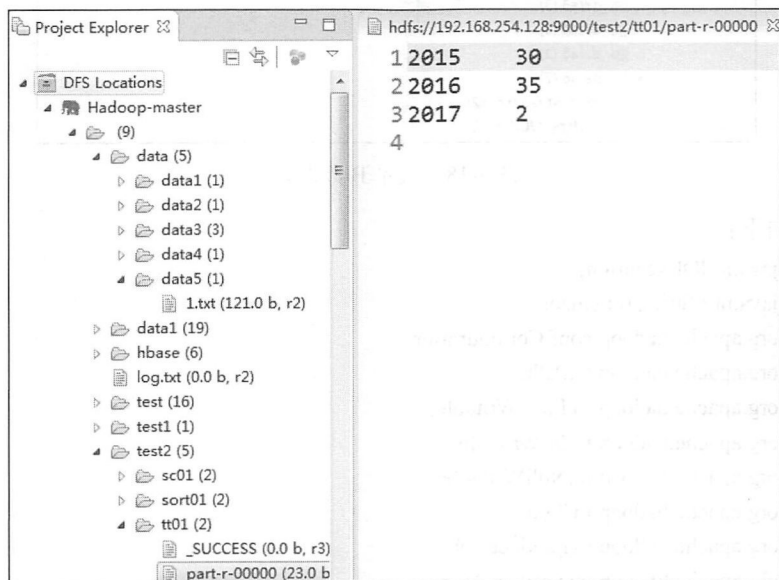 Project Explorer
DFS Locations
Hadoop-master
(9)
data (5)
data1 (1)
data2 (1)
data3 (3)
data4 (1)
data5 (1)
1.txt (121.0 b, r2)
data1 (19)
hbase (6)
log.txt (0.0 b, r2)
test (16)
test1 (1)
test2 (5)
sc01 (2)
sort01 (2)
tt01 (2)
_SUCCESS (0.0 b, r3)
part-r-00000 (23.0 b
hdfs://192.168.254.128:9000/test2/tt01/part-r-00000
1 2015 30
2 2016 35
3 2017 2
4